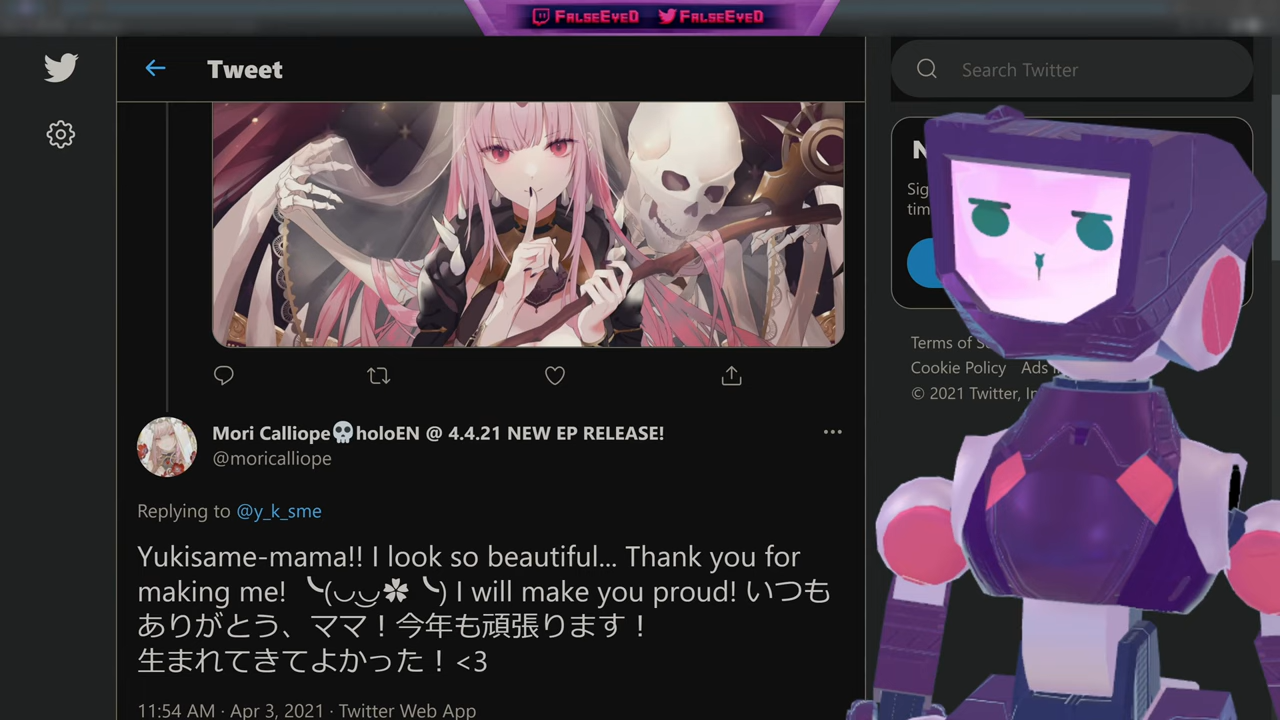 FalseEyeD FalseEyeD
Tweet
Search Twitter
N
Sig
tim
Terms of S
Cookie Policy Ads
© 2021 Twitter, In
Mori Calliope💀holoEN @ 4.4.21 NEW EP RELEASE!
@moricalliope
Replying to @y_k_sme
Yukisame-mama!! I look so beautiful... Thank you for
making me! ╰(◡‿◡✿╰) I will make you proud! いつも
ありがとう、ママ！今年も頑張ります！
生まれてきてよかった！<3
11:54 AM · Apr 3, 2021 · Twitter Web App